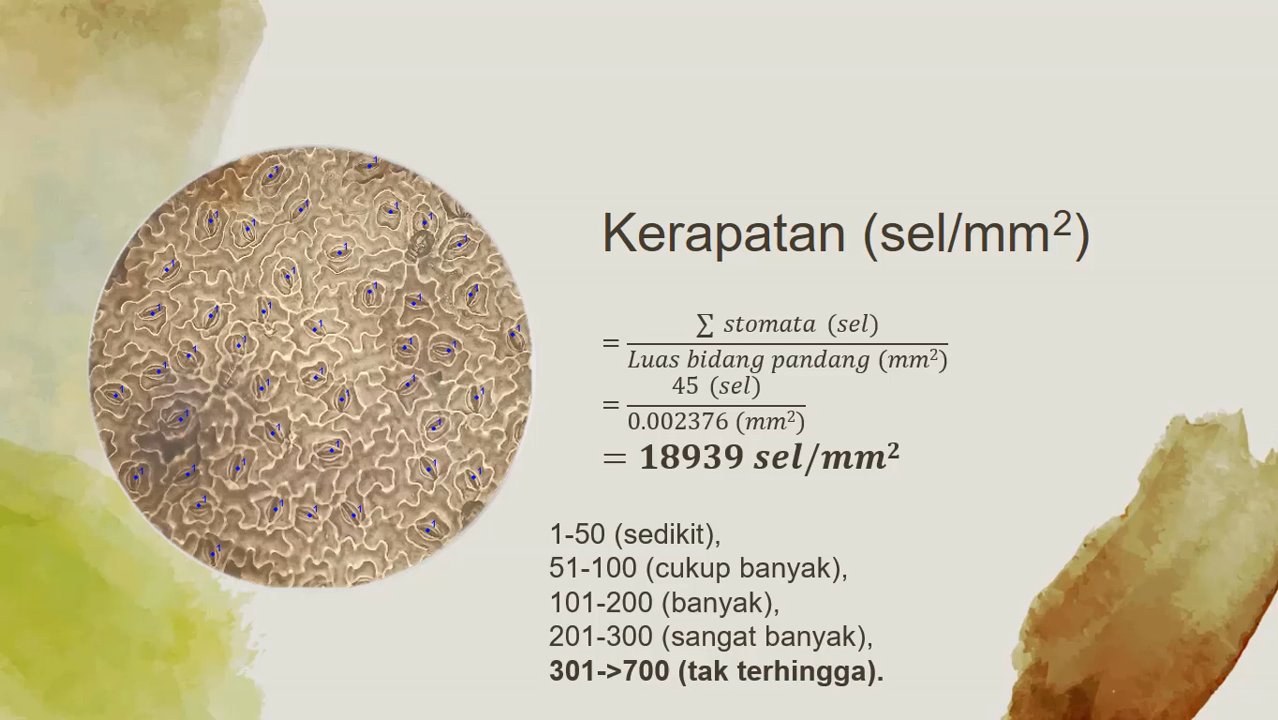 Kerapatan (sel/mm²)
= ∑ stomata (sel)
Luas bidang pandang (mm²)
= 45 (sel)
0.002376 (mm²)
= 18939 sel/mm²
1-50 (sedikit),
51-100 (cukup banyak),
101-200 (banyak),
201-300 (sangat banyak),
301->700 (tak terhingga).